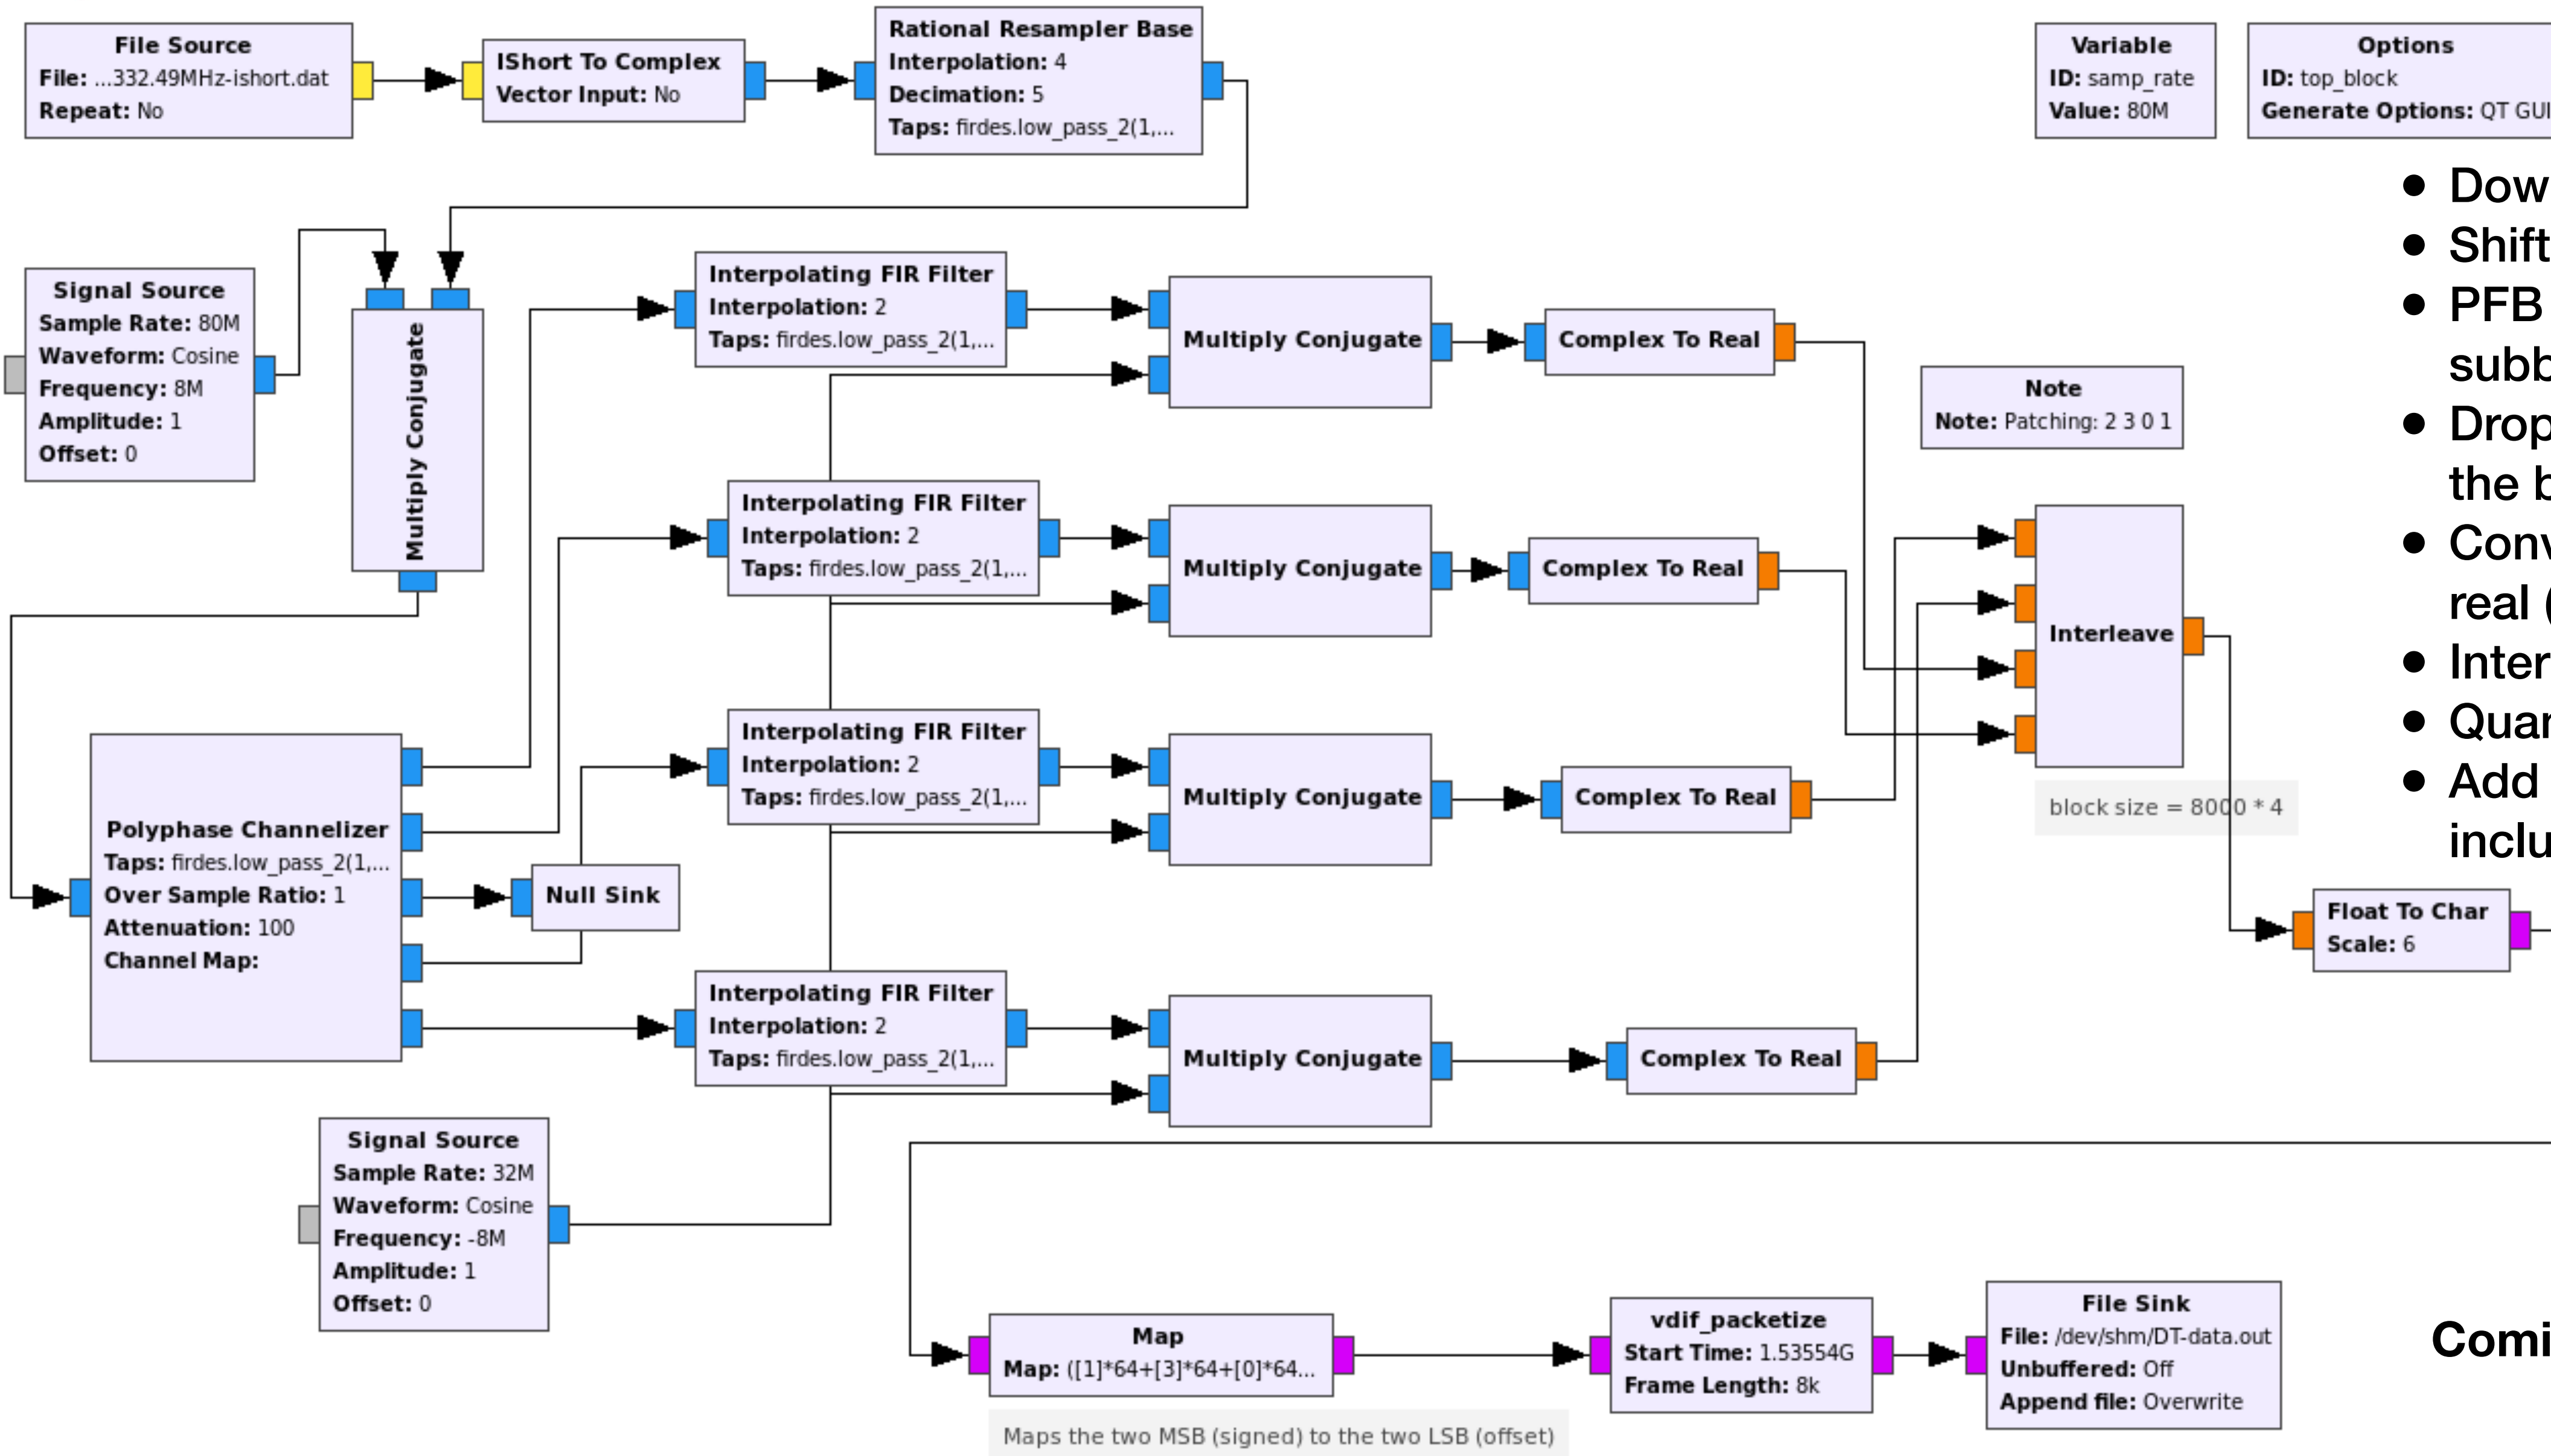 File Source
File: ...332.49MHz-ishort.dat
Repeat: No
IShort To Complex
Vector Input: No
Rational Resampler Base
Interpolation: 4
Decimation: 5
Taps: firdes.low_pass_2(1,...
Variable
ID: samp_rate
Value: 80M
Options
ID: top_block
Generate Options: QT GUI
Signal Source
Sample Rate: 80M
Waveform: Cosine
Frequency: 8M
Amplitude: 1
Offset: 0
Multiply Conjugate
Interpolating FIR Filter
Interpolation: 2
Taps: firdes.low_pass_2(1,...
Multiply Conjugate
Complex To Real
Interpolating FIR Filter
Interpolation: 2
Taps: firdes.low_pass_2(1,...
Multiply Conjugate
Complex To Real
Interpolating FIR Filter
Interpolation: 2
Taps: firdes.low_pass_2(1,...
Multiply Conjugate
Complex To Real
Interpolating FIR Filter
Interpolation: 2
Taps: firdes.low_pass_2(1,...
Multiply Conjugate
Complex To Real
Note
Note: Patching: 2 3 0 1
Interleave
block size = 8000 * 4
Polyphase Channelizer
Taps: firdes.low_pass_2(1,...
Over Sample Ratio: 1
Attenuation: 100
Channel Map:
Null Sink
Signal Source
Sample Rate: 32M
Waveform: Cosine
Frequency: -8M
Amplitude: 1
Offset: 0
Float To Char
Scale: 6
Map
Map: ([1]*64+[3]*64+[0]*64...
Maps the two MSB (signed) to the two LSB (offset)
vdif_packetize
Start Time: 1.53554G
Frame Length: 8k
File Sink
File: /dev/shm/DT-data.out
Unbuffered: Off
Append file: Overwrite
• Dow
• Shift
• PFB
subb
• Drop
the b
• Conv
real (
• Inter
• Quar
• Add
inclu
Comi